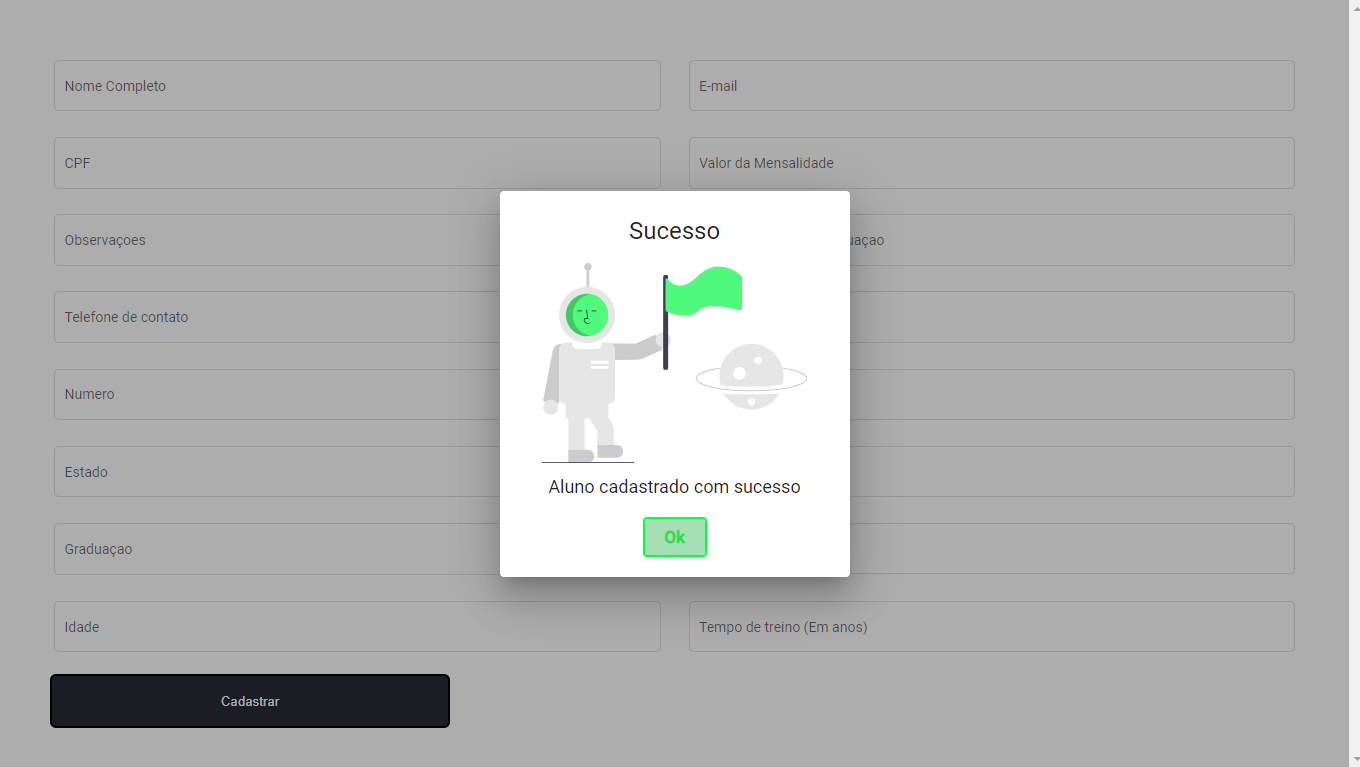 Nome Completo
E-mail
CPF
Valor da Mensalidade
Observaçoes
Telefone de contato
Numero
Estado
Graduaçao
Idade
Tempo de treino (Em anos)
Cadastrar
Sucesso
Aluno cadastrado com sucesso
Ok